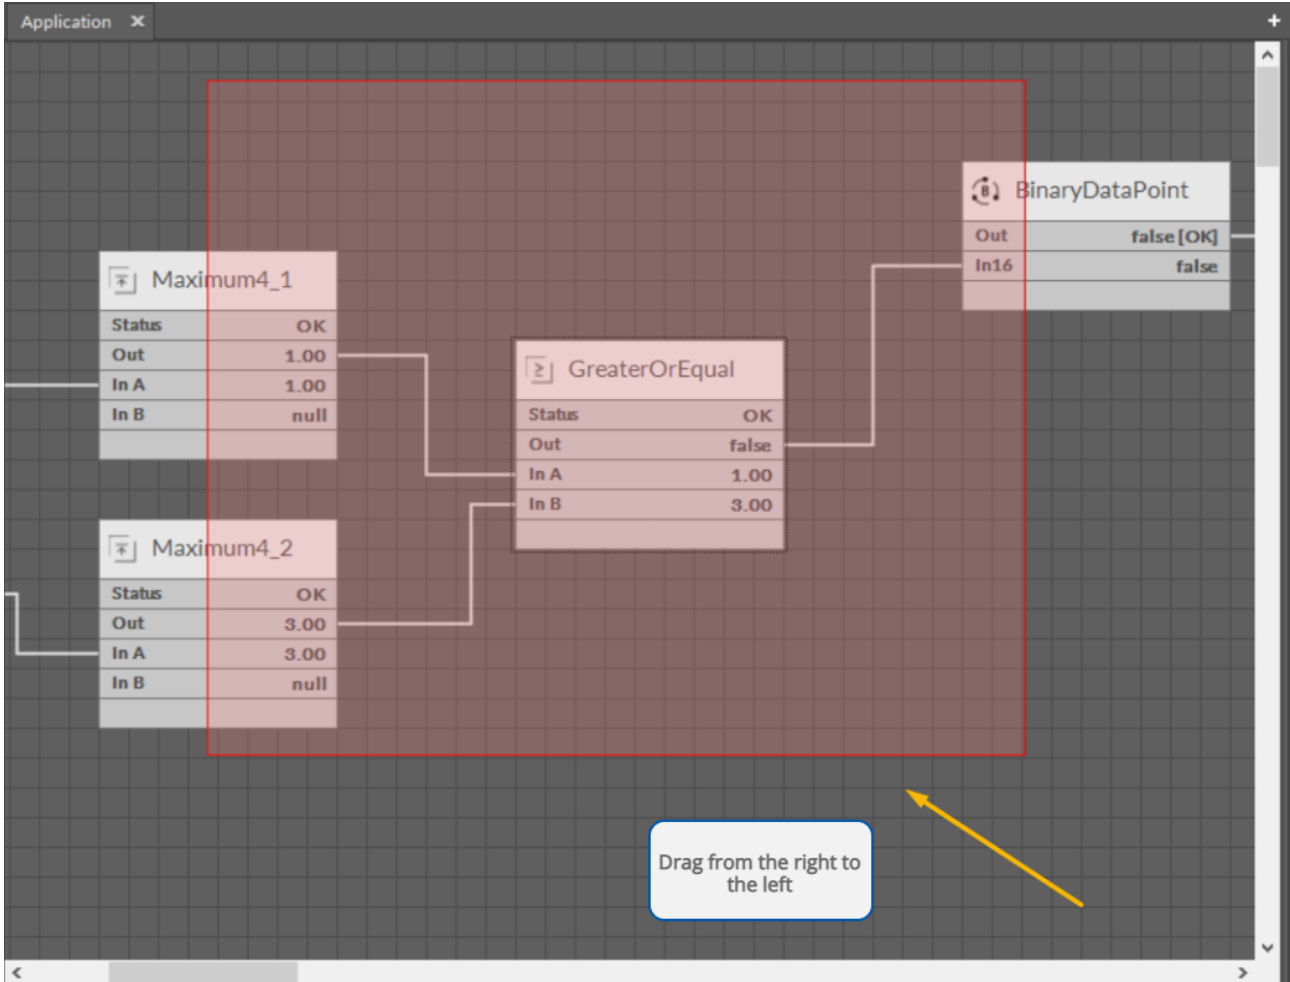 Application
BinaryDataPoint
Out false [OK]
In16 false
Maximum4_1
Status OK
Out 1.00
In A 1.00
In B null
GreaterOrEqual
Status OK
Out false
In A 1.00
In B 3.00
Maximum4_2
Status OK
Out 3.00
In A 3.00
In B null
Drag from the right to
the left